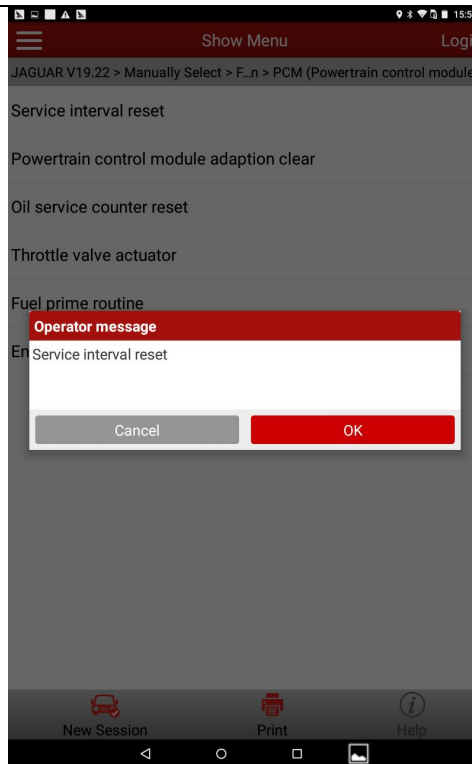 15:5
Show Menu
Logi
JAGUAR V19.22 > Manually Select > F...n > PCM (Powertrain control module
Service interval reset
Powertrain control module adaption clear
Oil service counter reset
Throttle valve actuator
Fuel prime routine
Operator message
En
Service interval reset
Cancel
OK
New Session
Print
Help